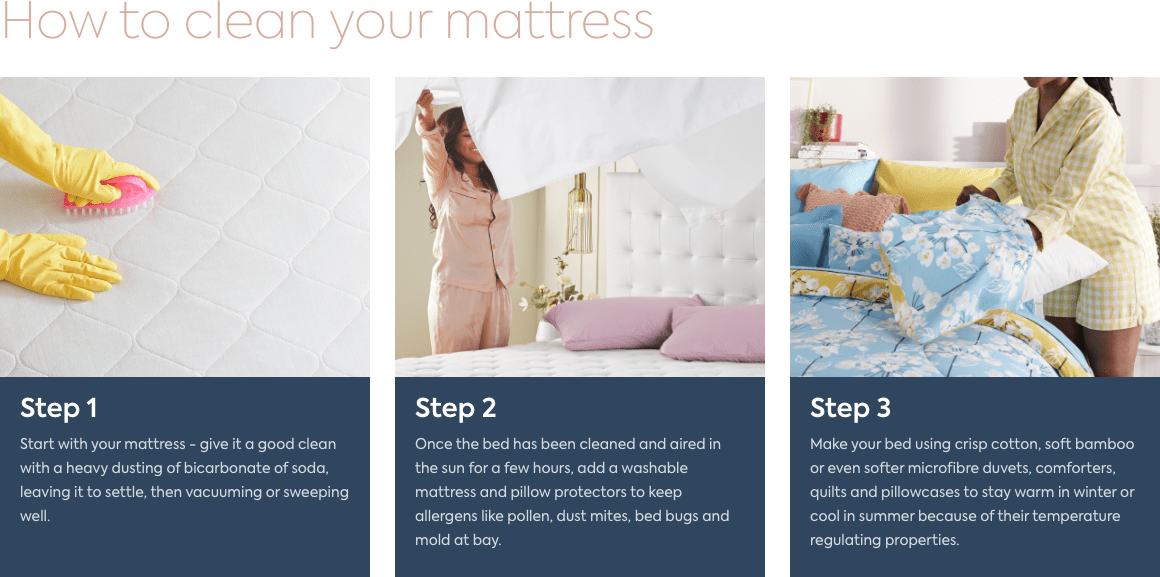 How to clean your mattress
Step 1
Start with your mattress - give it a good clean
with a heavy dusting of bicarbonate of soda,
leaving it to settle, then vacuuming or sweeping
well.
Step 2
Once the bed has been cleaned and aired in
the sun for a few hours, add a washable
mattress and pillow protectors to keep
allergens like pollen, dust mites, bed bugs and
mold at bay.
Step 3
Make your bed using crisp cotton, soft bamboo
or even softer microfibre duvets, comforters,
quilts and pillowcases to stay warm in winter or
cool in summer because of their temperature
regulating properties.